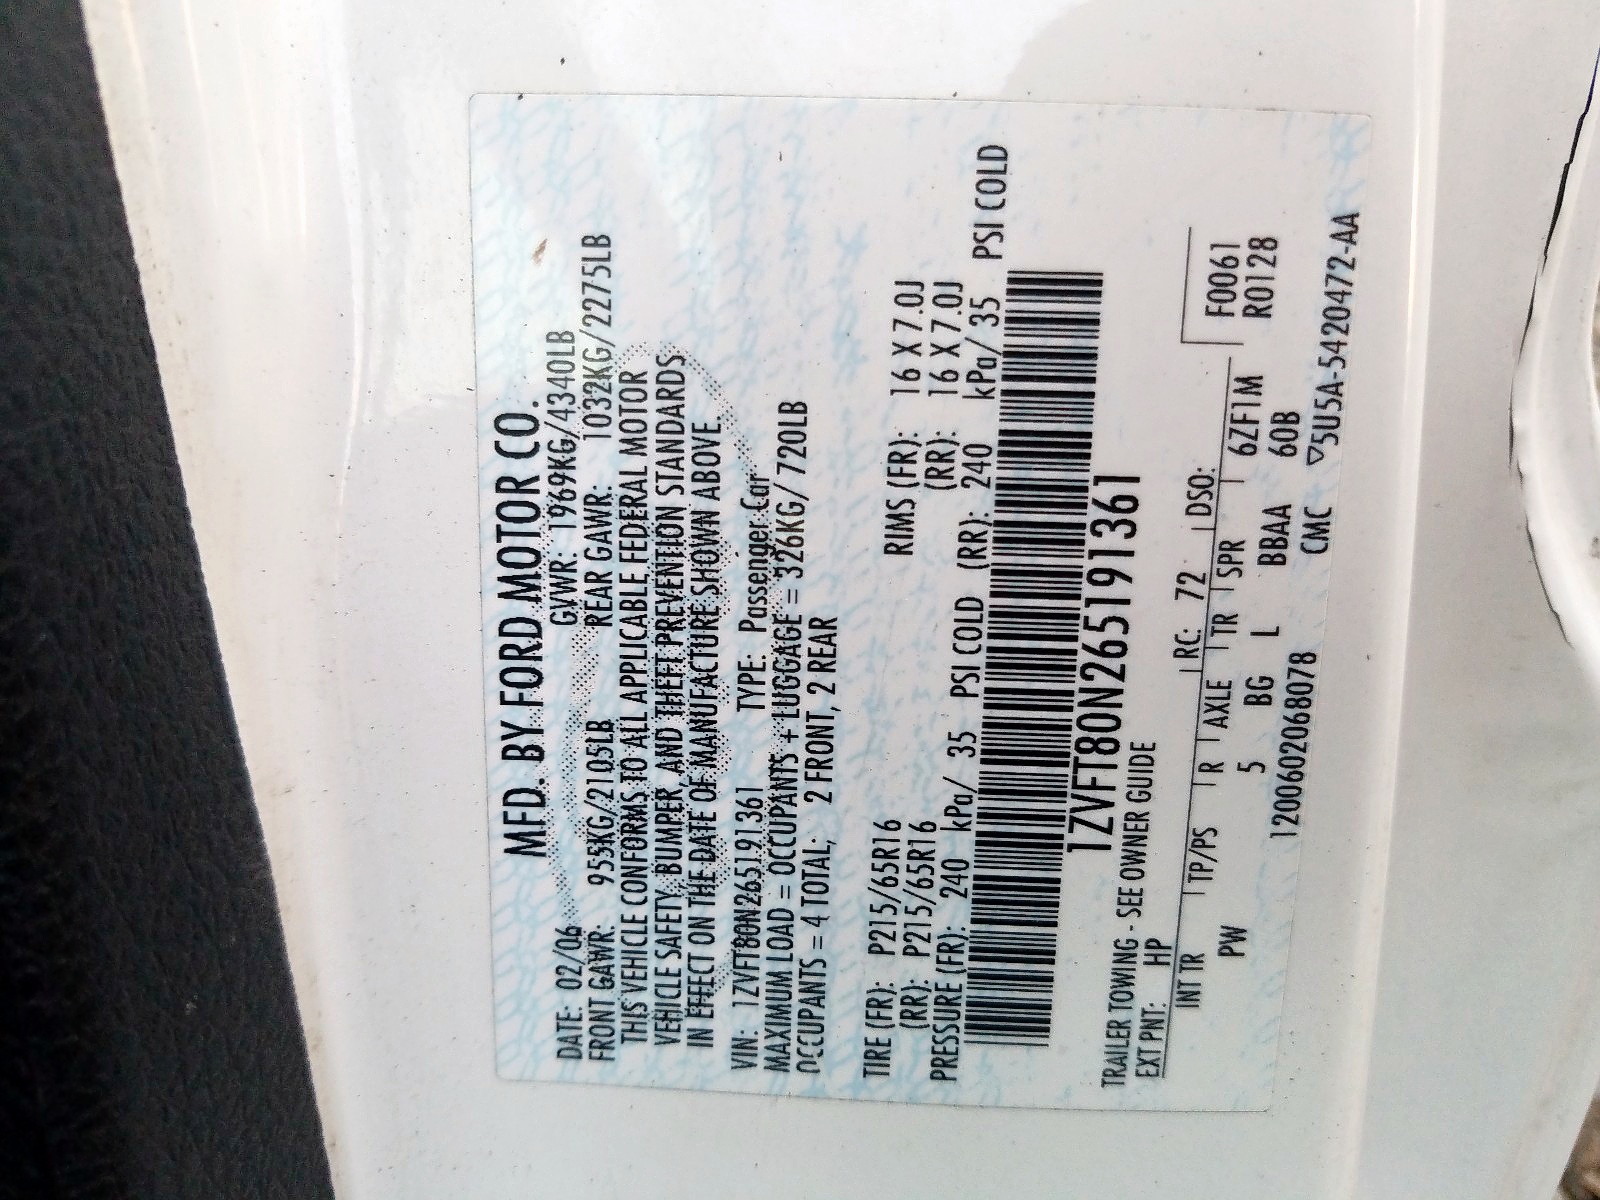 MFD. BY FORD MOTOR CO.
DATE: 02/06 GVWR: 1969KG/4340LB
FRONT GAWR: 955KG/2105LB REAR GAWR: 1032KG/2275LB
THIS VEHICLE CONFORMS TO ALL APPLICABLE FEDERAL MOTOR
VEHICLE SAFETY, BUMPER, AND THEFT PREVENTION STANDARDS
IN EFFECT ON THE DATE OF MANUFACTURE SHOWN ABOVE.
VIN: 1ZVFT80N265191361 TYPE: Passenger Car
MAXIMUM LOAD = OCCUPANTS + LUGGAGE = 326KG/720LB
OCCUPANTS = 4 TOTAL; 2 FRONT, 2 REAR
TIRE (FR): P215/65R16 RIMS (FR): 16 X 7.0J
(RR): P215/65R16 (RR): 16 X 7.0J
PRESSURE (FR): 240 kPa/ 35 PSI COLD (RR): 240 kPa/ 35 PSI COLD
1ZVFT80N265191361
TRAILER TOWING - SEE OWNER GUIDE
EXT PNT: HP RC: 72 DSO:
INT TR TP/PS R AXLE TR SPR 6ZF1M F0061
PW 5 BG L BBAA 60B R0128
1200602068078 CMC ▽5U5A-5420472-AA